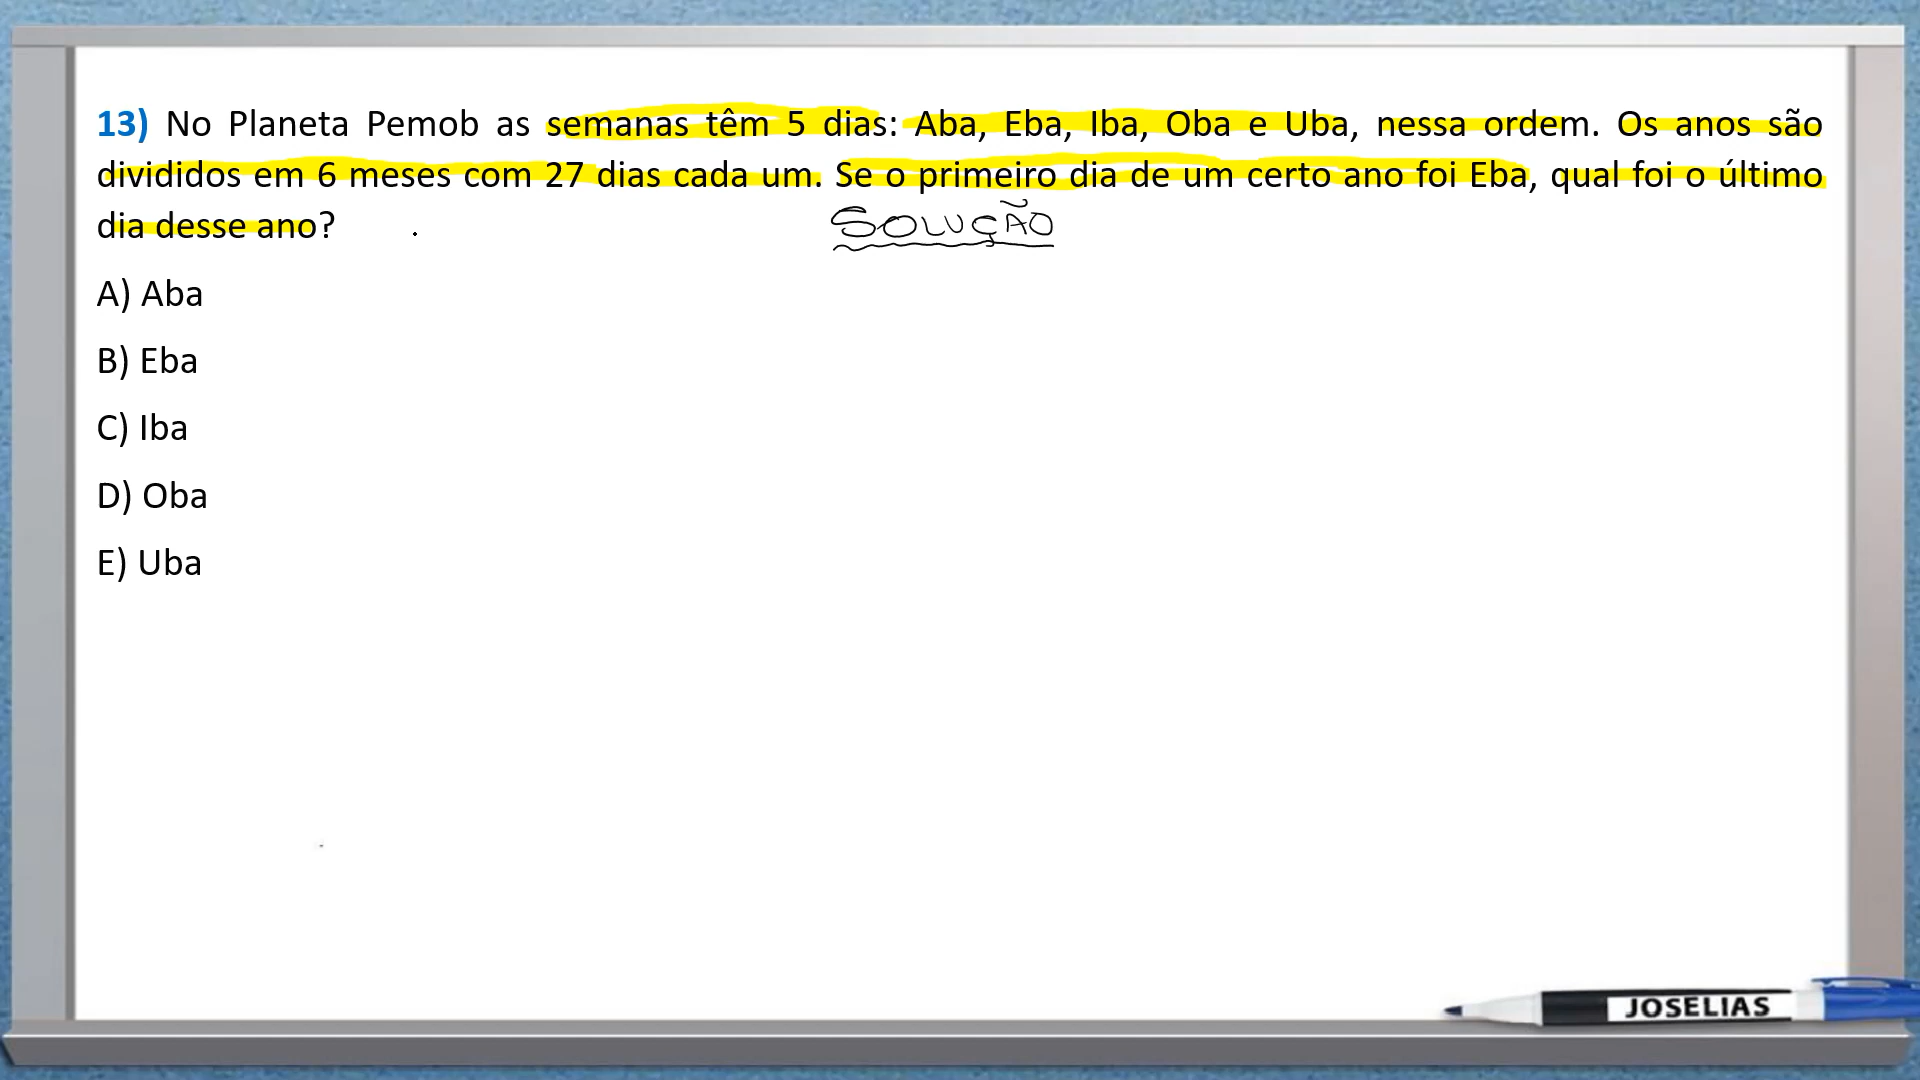 13) No Planeta Pemob as semanas têm 5 dias: Aba, Eba, Iba, Oba e Uba, nessa ordem. Os anos são
divididos em 6 meses com 27 dias cada um. Se o primeiro dia de um certo ano foi Eba, qual foi o último
dia desse ano?
SOLUÇÃO
A) Aba
B) Eba
C) Iba
D) Oba
E) Uba
JOSELIAS